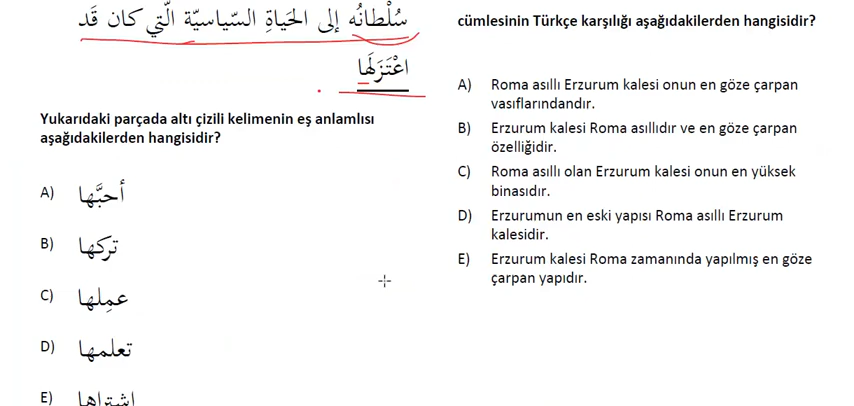 سُلْطانُه إلى الحَياةِ السّياسيّة الّتي كان قَد
اعْتَزَلَها
Yukarıdaki parçada altı çizili kelimenin eş anlamlısı
aşağıdakilerden hangisidir?
A) أحبَّها
B) تركها
C) عمِلها
D) تعلمها
E) اشتراها
cümlesinin Türkçe karşılığı aşağıdakilerden hangisidir?
A) Roma asıllı Erzurum kalesi onun en göze çarpan
vasıflarındandır.
B) Erzurum kalesi Roma asıllıdır ve en göze çarpan
özelliğidir.
C) Roma asıllı olan Erzurum kalesi onun en yüksek
binasıdır.
D) Erzurumun en eski yapısı Roma asıllı Erzurum
kalesidir.
E) Erzurum kalesi Roma zamanında yapılmış en göze
çarpan yapıdır.